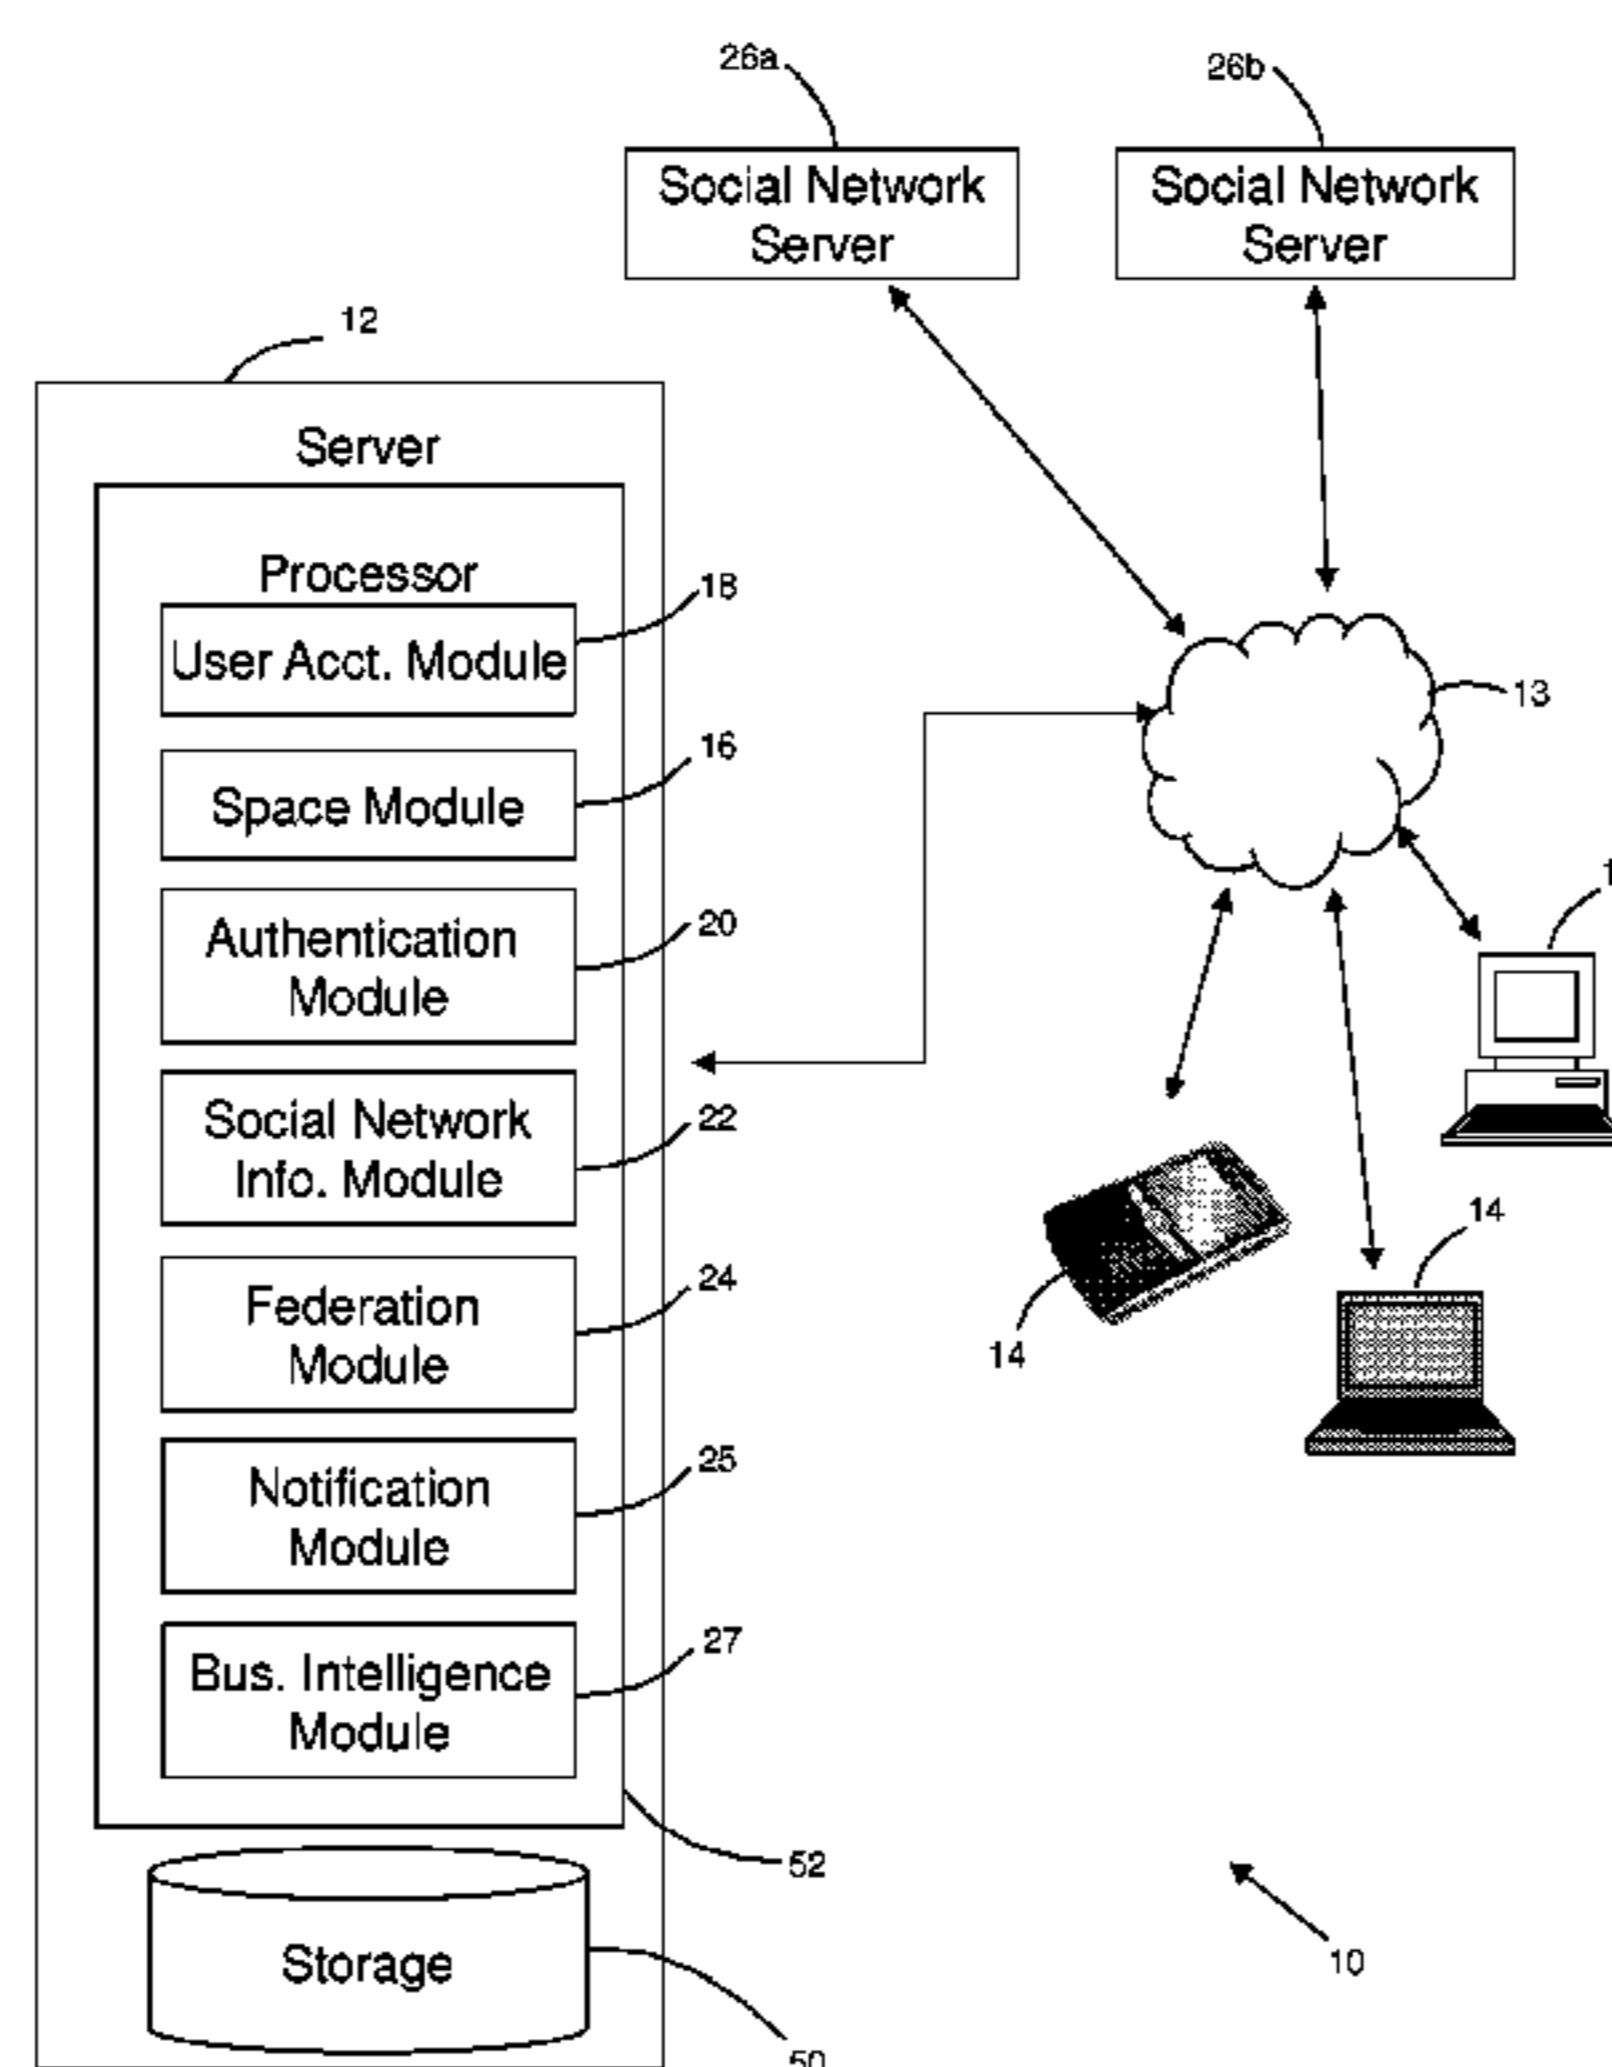 26a
26b
Social Network
Server
Social Network
Server
12
Server
Processor
18
User Acct. Module
13
16
Space Module
20
Authentication
Module
22
Social Network
Info. Module
14
24
Federation
Module
14
25
Notification
Module
27
Bus. Intelligence
Module
52
Storage
10
50